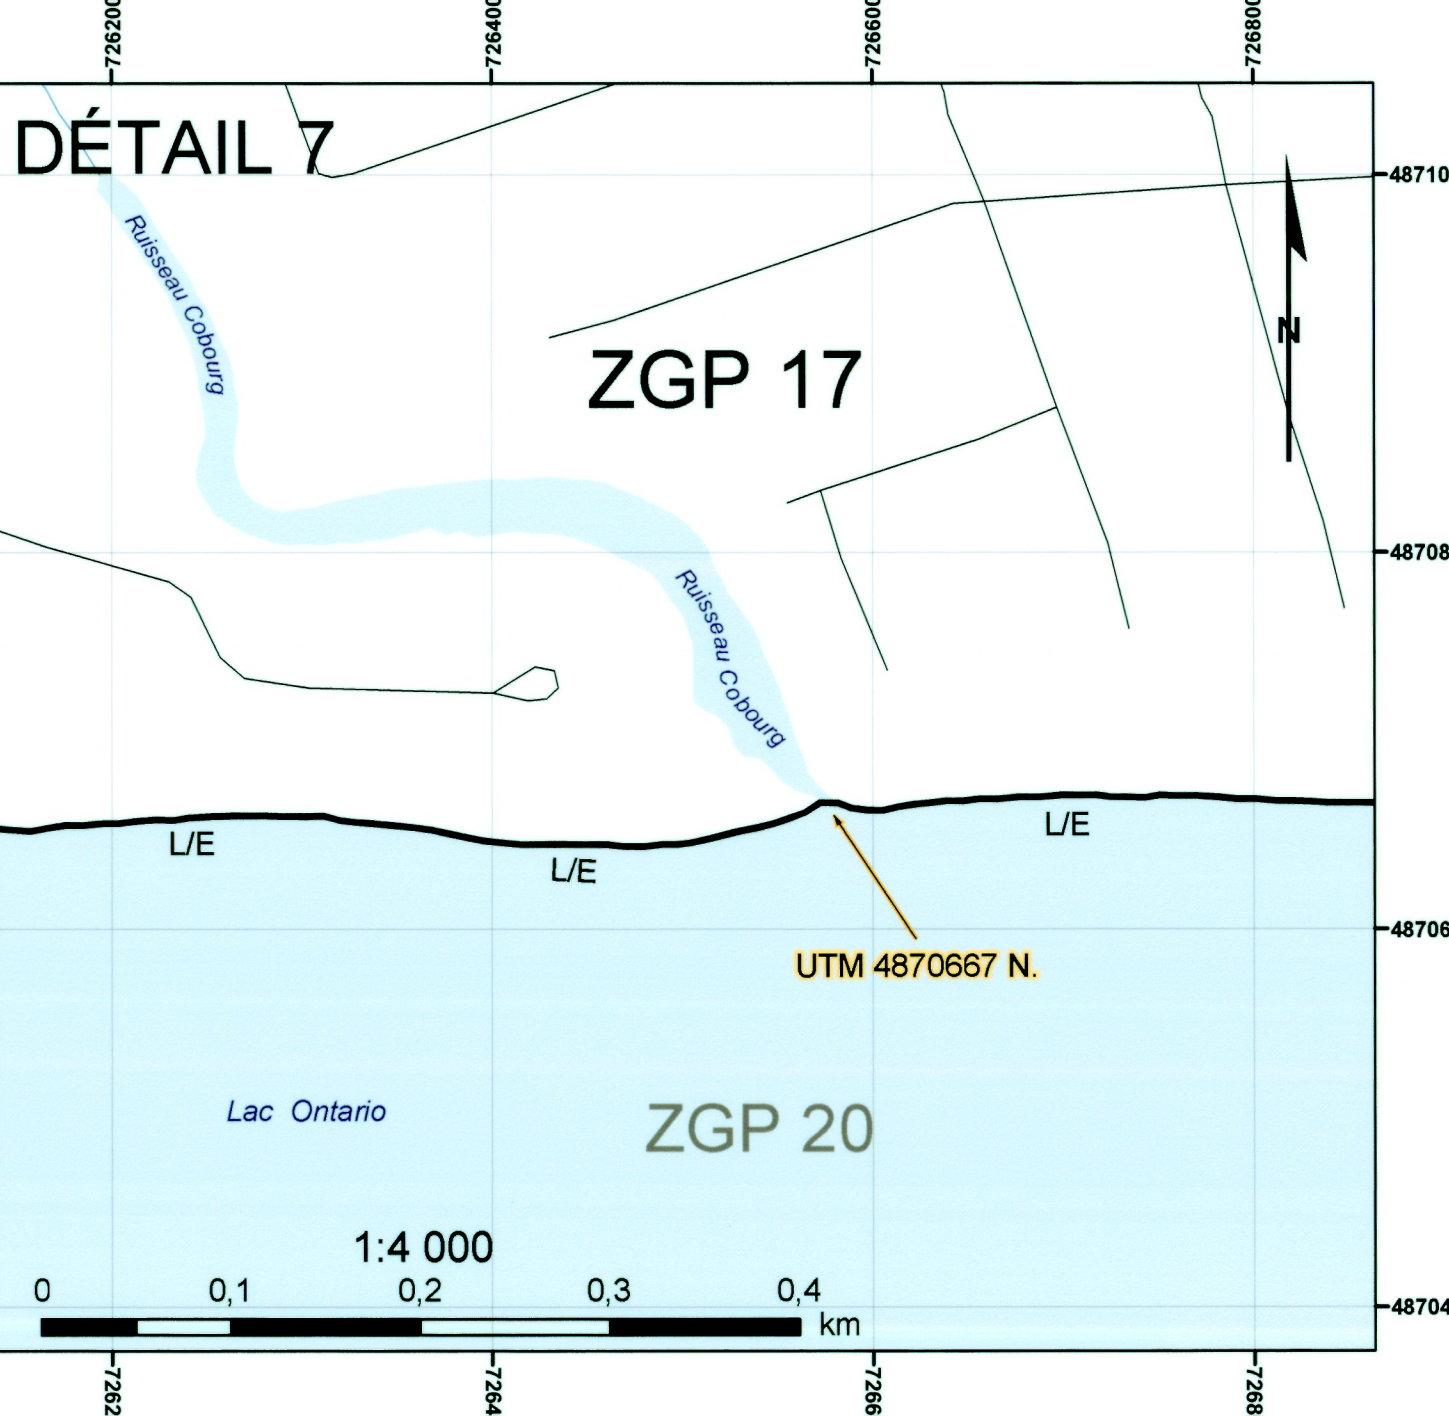 726200
726400
726600
726800
DÉTAIL 7
48710
Ruisseau Cobourg
N
ZGP 17
48708
Ruisseau Cobourg
L/E
L/E
L/E
48706
UTM 4870667 N.
Lac Ontario
ZGP 20
1:4 000
0 0,1 0,2 0,3 0,4
km
48704
7262
7264
7266
7268